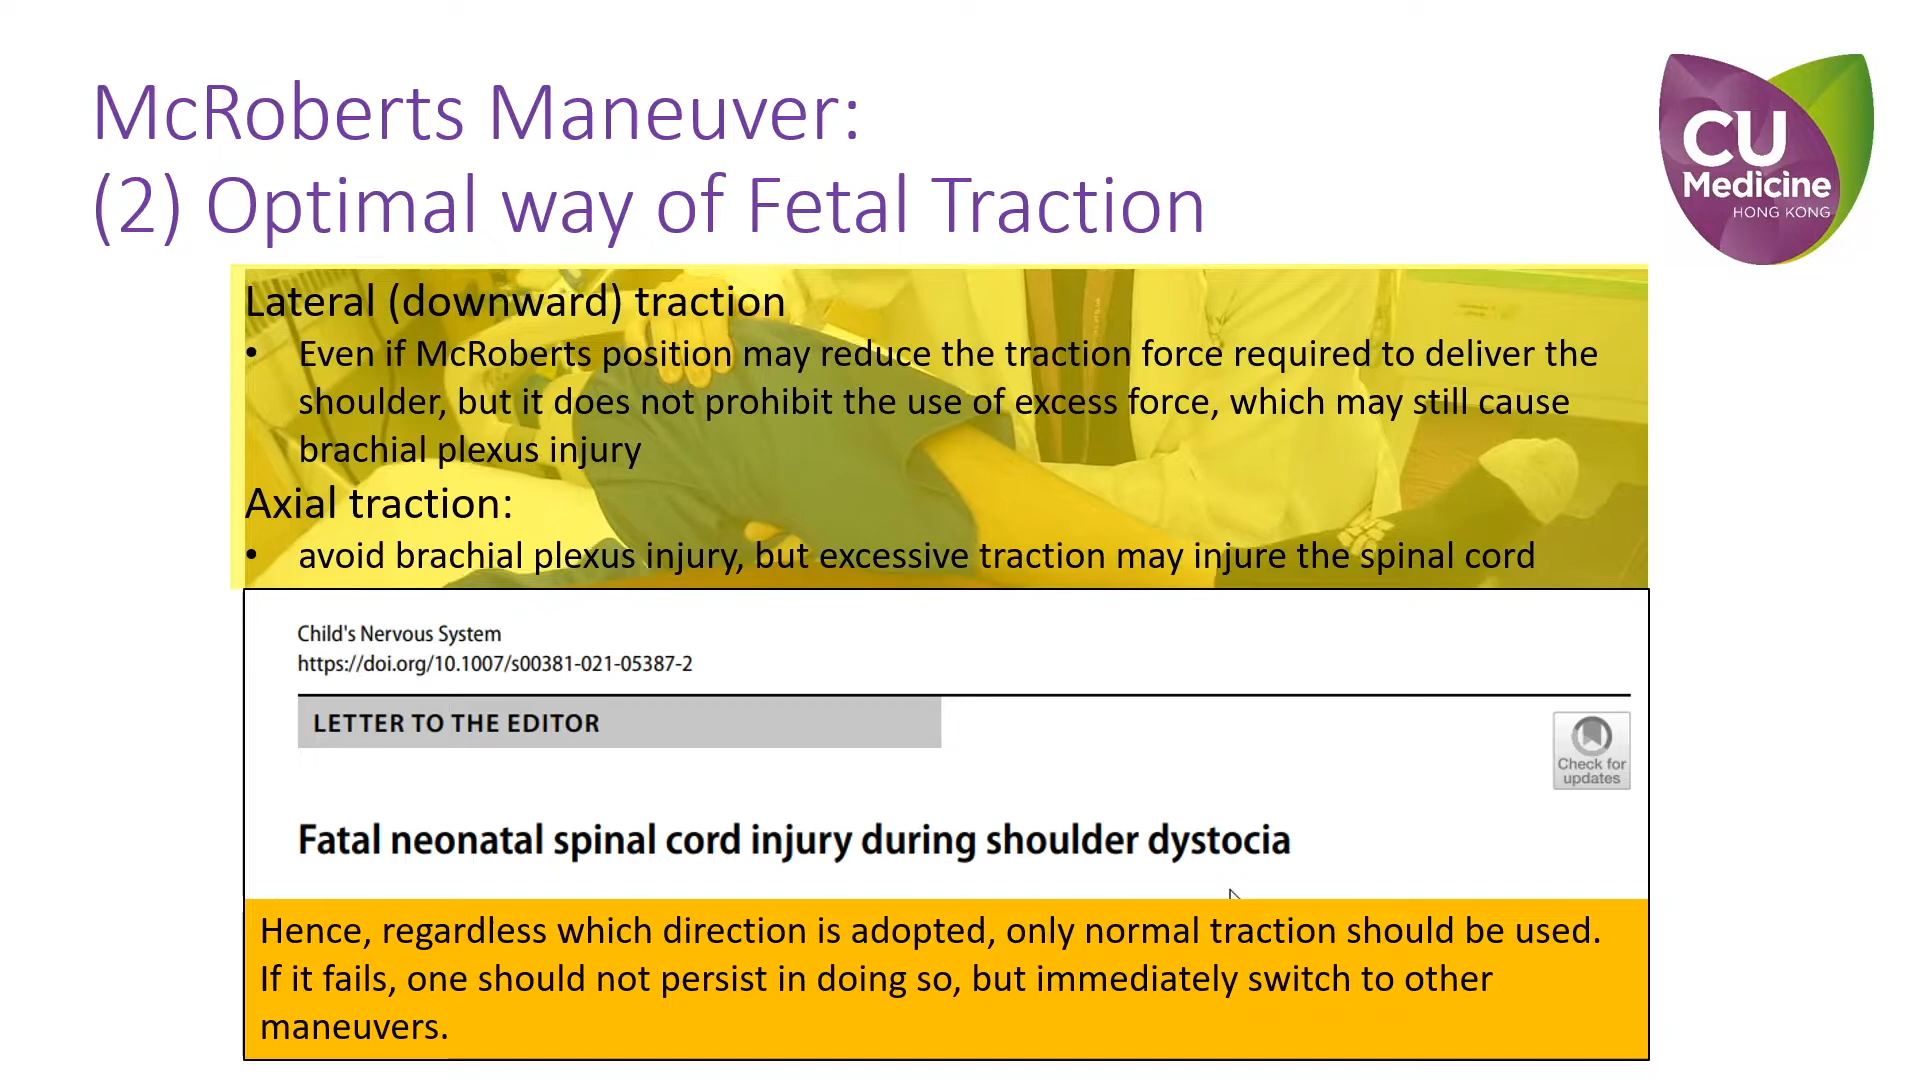 McRoberts Maneuver:
(2) Optimal way of Fetal Traction
CU
Medicine
HONG KONG
Lateral (downward) traction
• Even if McRoberts position may reduce the traction force required to deliver the
shoulder, but it does not prohibit the use of excess force, which may still cause
brachial plexus injury
Axial traction:
• avoid brachial plexus injury, but excessive traction may injure the spinal cord
Child's Nervous System
https://doi.org/10.1007/s00381-021-05387-2
LETTER TO THE EDITOR
Check for
updates
Fatal neonatal spinal cord injury during shoulder dystocia
Hence, regardless which direction is adopted, only normal traction should be used.
If it fails, one should not persist in doing so, but immediately switch to other
maneuvers.